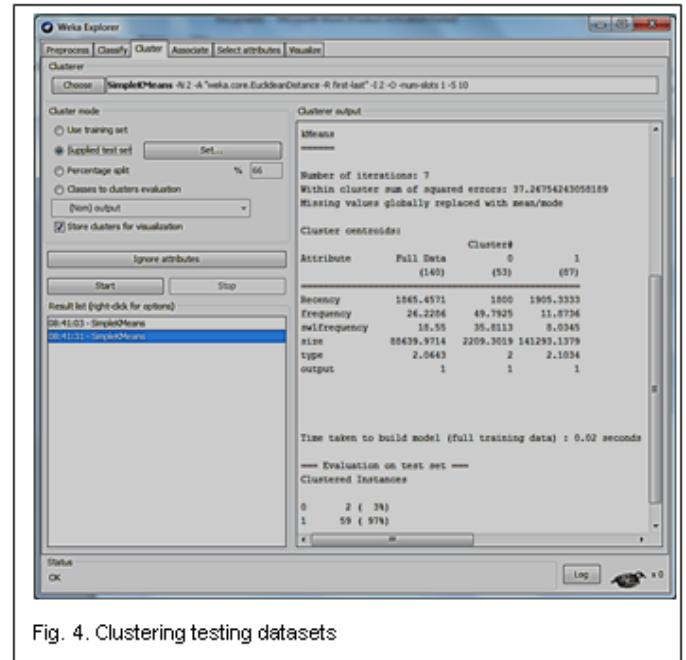 Weka Explorer
Preprocess Classify Cluster Associate Select attributes Visualize
Clusterer
Choose SimpleKMeans -N 2 -A "weka.core.EuclideanDistance -R first-last" -I 2 -O -num-slots 1 -S 10
Cluster mode
Use training set
Supplied test set Set...
Percentage split % 66
Classes to clusters evaluation
(Nom) output
Store clusters for visualization
Ignore attributes
Start Stop
Result list (right-click for options)
08:41:03 - SimpleKMeans
08:41:31 - SimpleKMeans
Clusterer output
kMeans
======
Number of iterations: 7
Within cluster sum of squared errors: 37.26754243058189
Missing values globally replaced with mean/mode
Cluster centroids:
Cluster#
Attribute Full Data 0 1
(140) (53) (87)
Recency 1865.4571 1800 1905.3333
frequency 26.2286 49.7925 11.8736
18.55 35.8113 8.0345
size 88639.9714 2209.3019 141293.1379
type 2.0643 2 2.1034
output 1 1 1
Time taken to build model (full training data) : 0.02 seconds
=== Evaluation on test set ===
Clustered Instances
0 2 ( 3%)
1 59 ( 97%)
Status
OK
Log x 0
Fig. 4. Clustering testing datasets